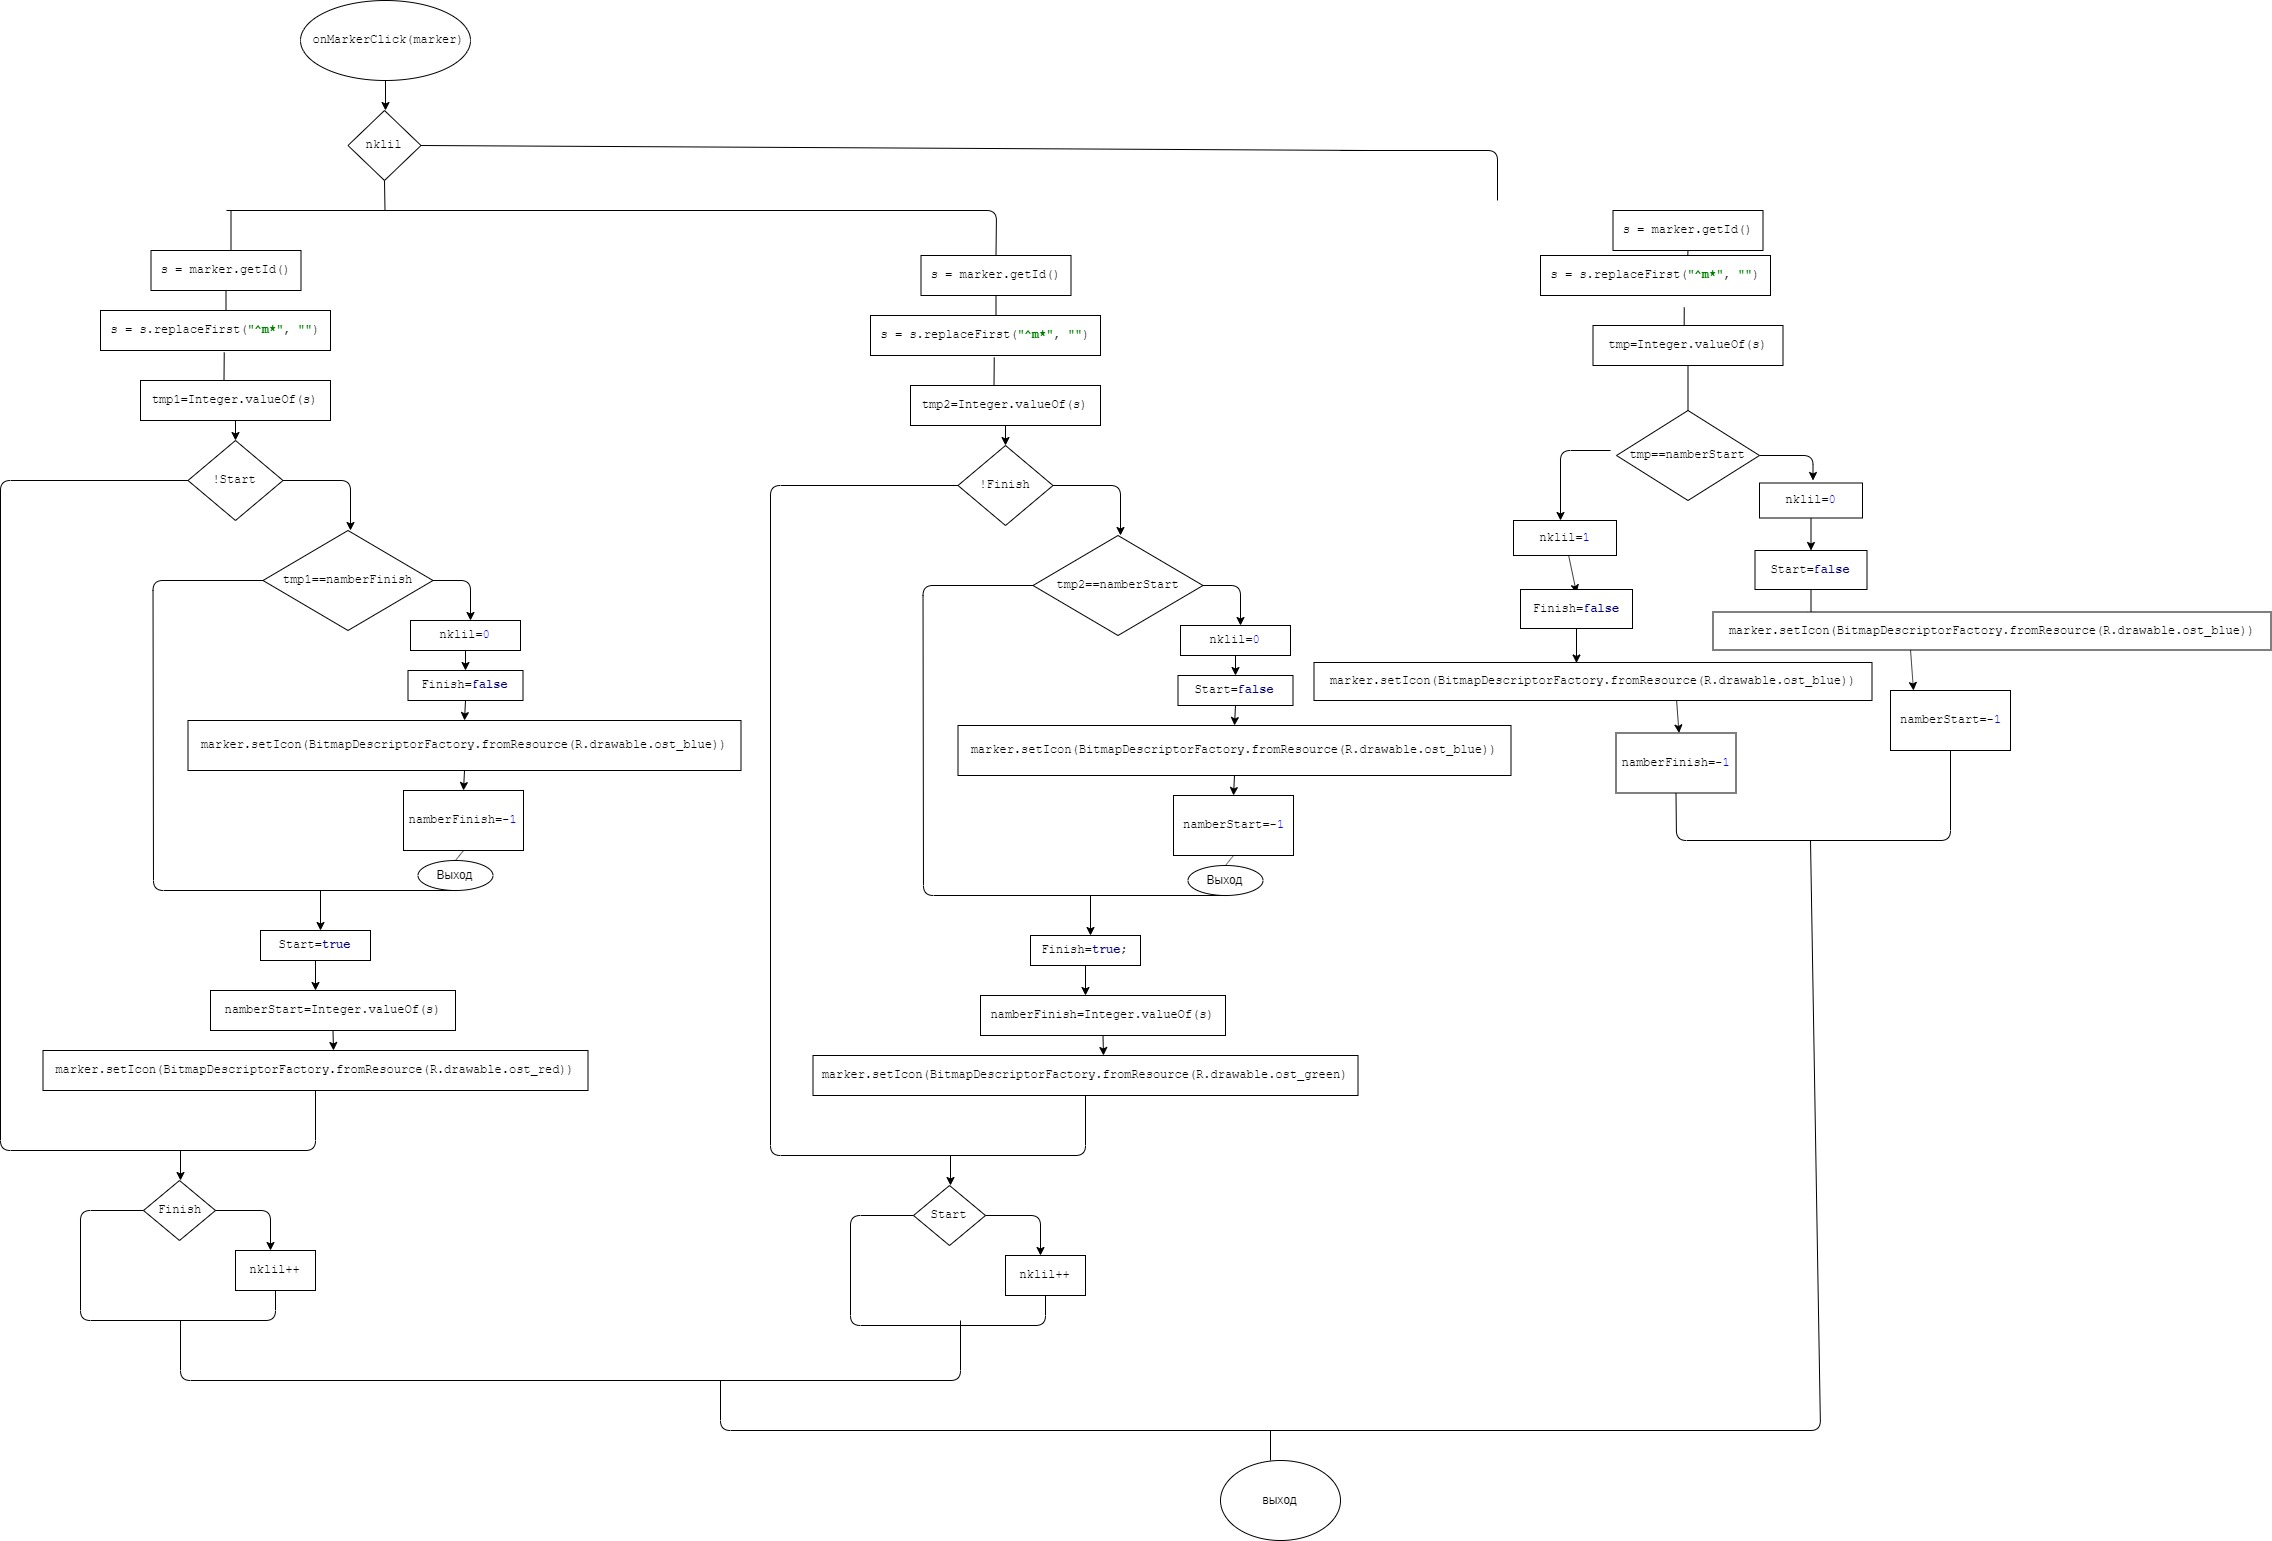 onMarkerClick(marker)
nklil
s = marker.getId()
s = s.replaceFirst("^m*", "")
tmp1=Integer.valueOf(s)
!Start
tmp1==namberFinish
nklil=0
Finish=false
marker.setIcon(BitmapDescriptorFactory.fromResource(R.drawable.ost_blue))
namberFinish=-1
Выход
Start=true
namberStart=Integer.valueOf(s)
marker.setIcon(BitmapDescriptorFactory.fromResource(R.drawable.ost_red))
Finish
nklil++
s = marker.getId()
s = s.replaceFirst("^m*", "")
tmp2=Integer.valueOf(s)
!Finish
tmp2==namberStart
nklil=0
Start=false
marker.setIcon(BitmapDescriptorFactory.fromResource(R.drawable.ost_blue))
namberStart=-1
Выход
Finish=true;
namberFinish=Integer.valueOf(s)
marker.setIcon(BitmapDescriptorFactory.fromResource(R.drawable.ost_green)
Start
nklil++
s = marker.getId()
s = s.replaceFirst("^m*", "")
tmp=Integer.valueOf(s)
tmp==namberStart
nklil=1
Finish=false
marker.setIcon(BitmapDescriptorFactory.fromResource(R.drawable.ost_blue))
namberFinish=-1
nklil=0
Start=false
marker.setIcon(BitmapDescriptorFactory.fromResource(R.drawable.ost_blue))
namberStart=-1
выход